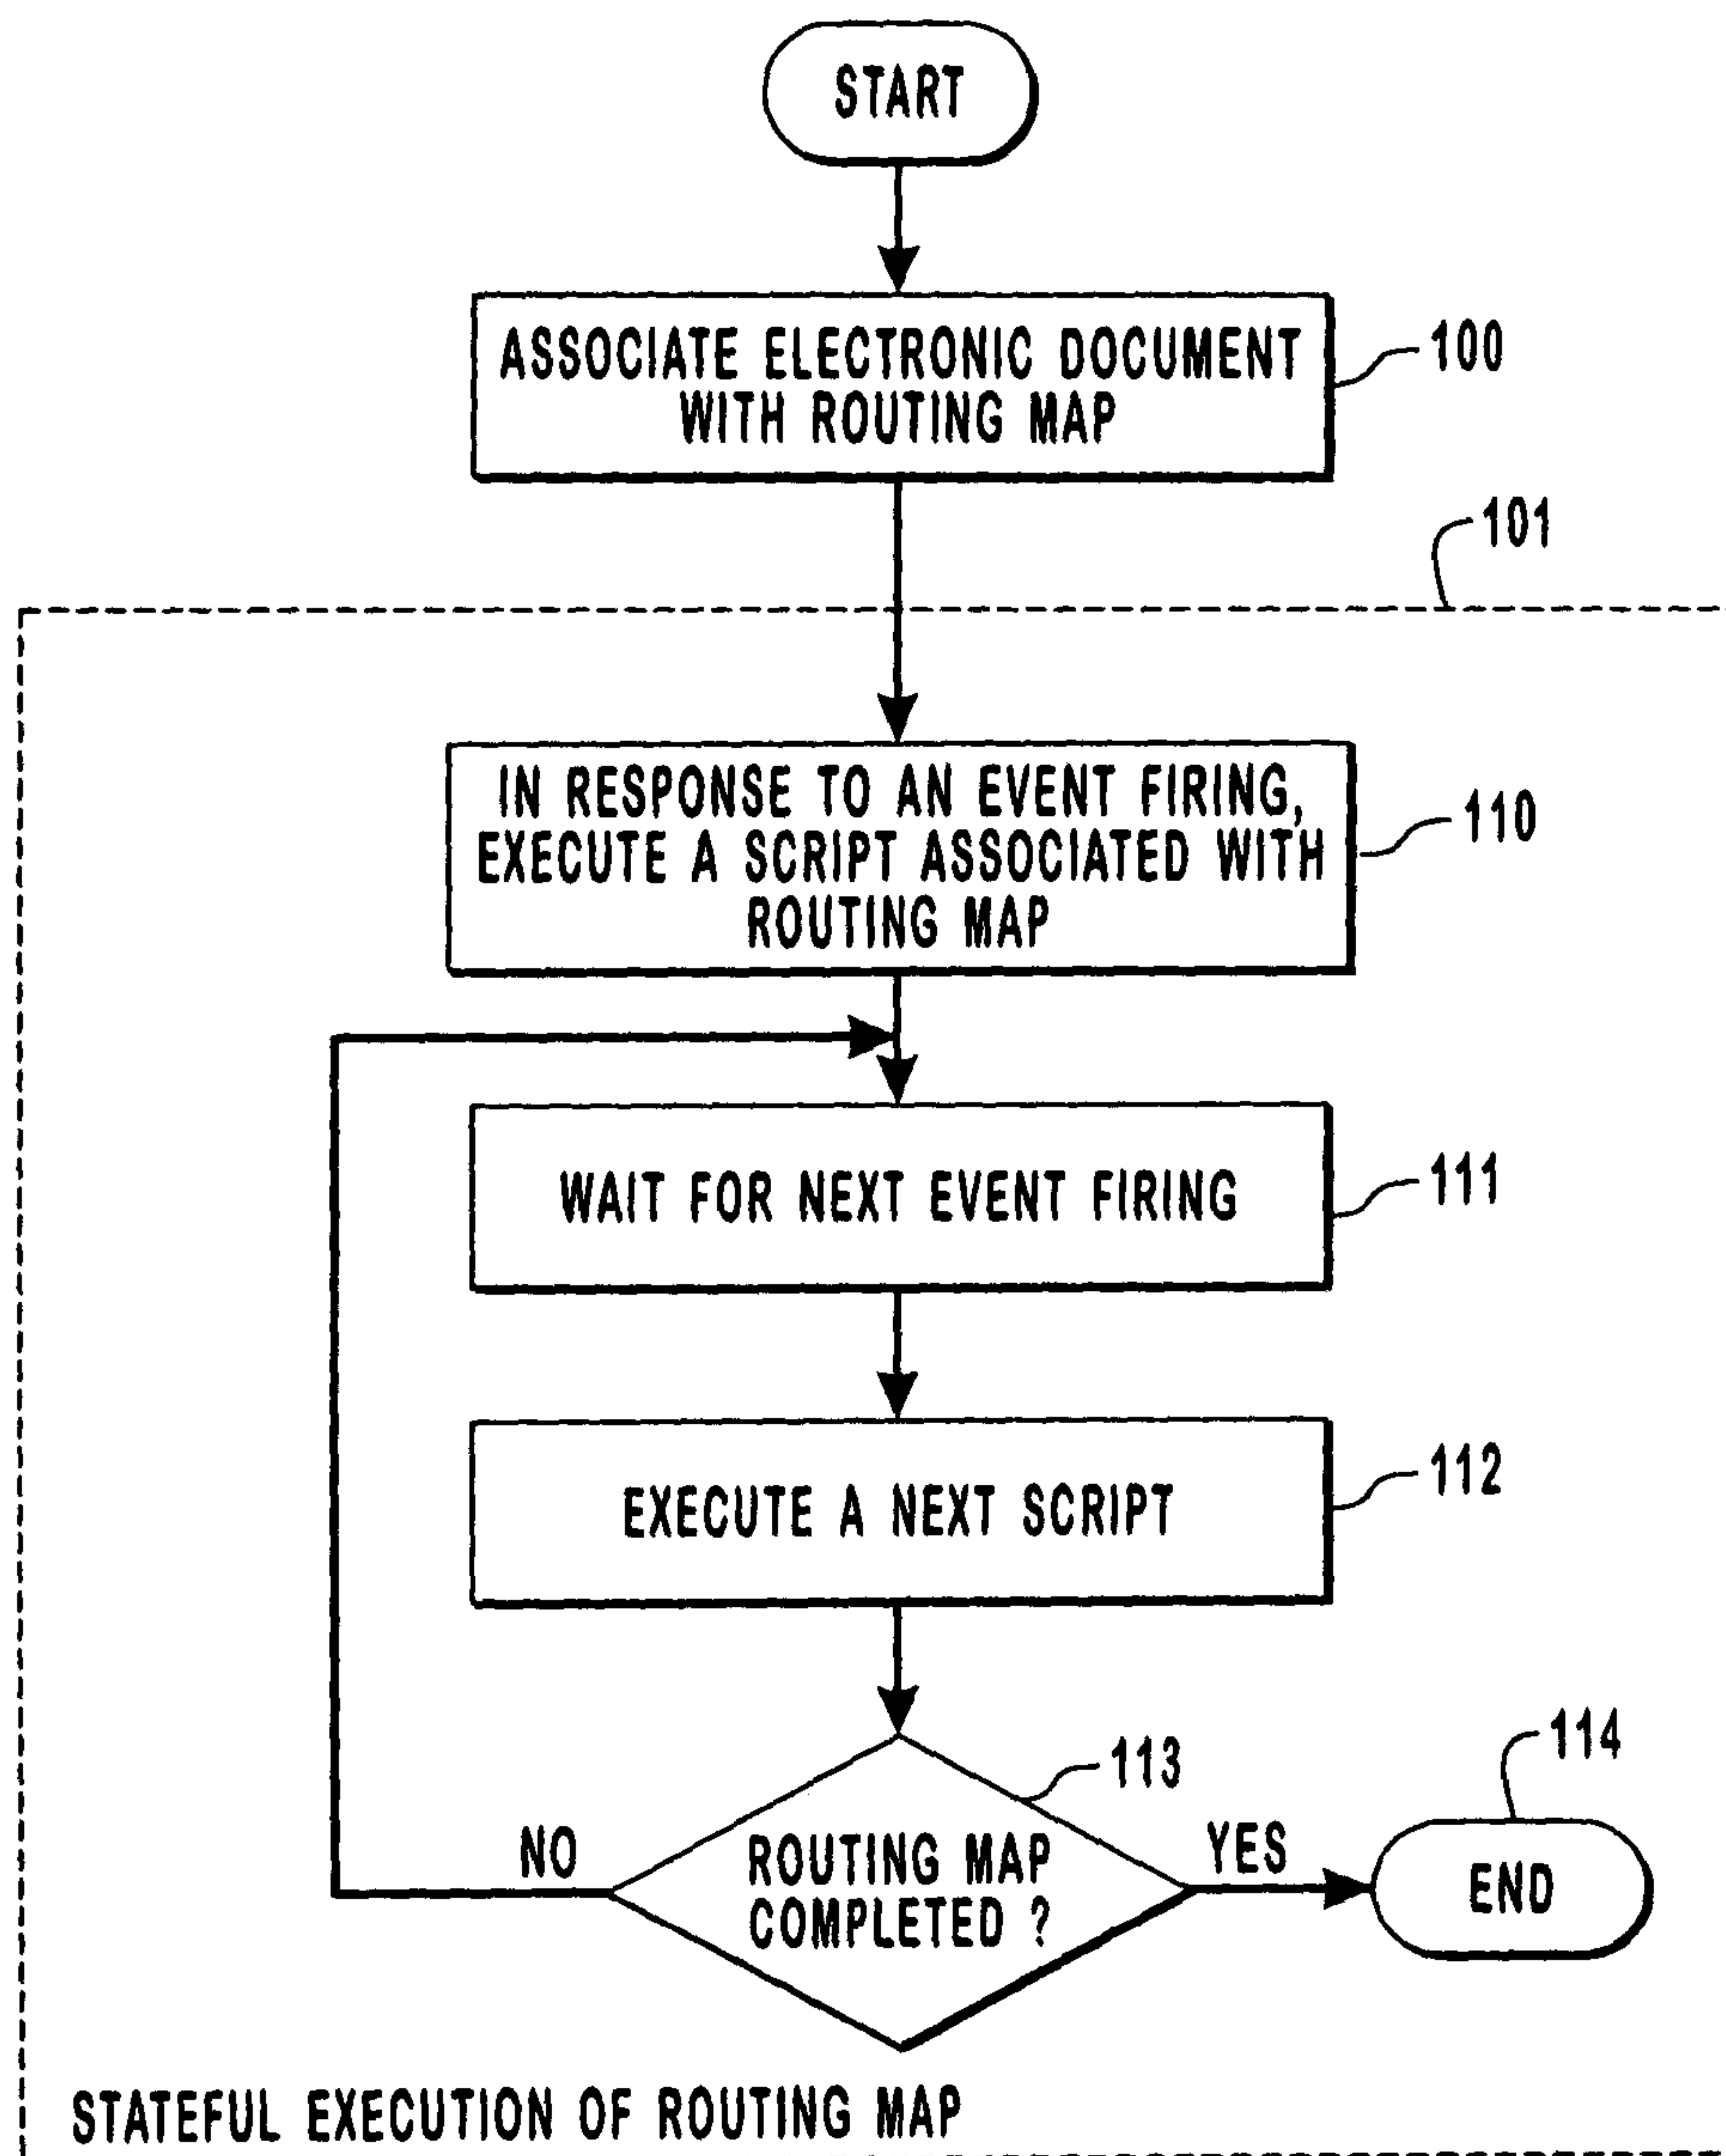 START
ASSOCIATE ELECTRONIC DOCUMENT
WITH ROUTING MAP
100
101
IN RESPONSE TO AN EVENT FIRING,
EXECUTE A SCRIPT ASSOCIATED WITH
ROUTING MAP
110
WAIT FOR NEXT EVENT FIRING
111
EXECUTE A NEXT SCRIPT
112
113
114
NO
ROUTING MAP
COMPLETED ?
YES
END
STATEFUL EXECUTION OF ROUTING MAP